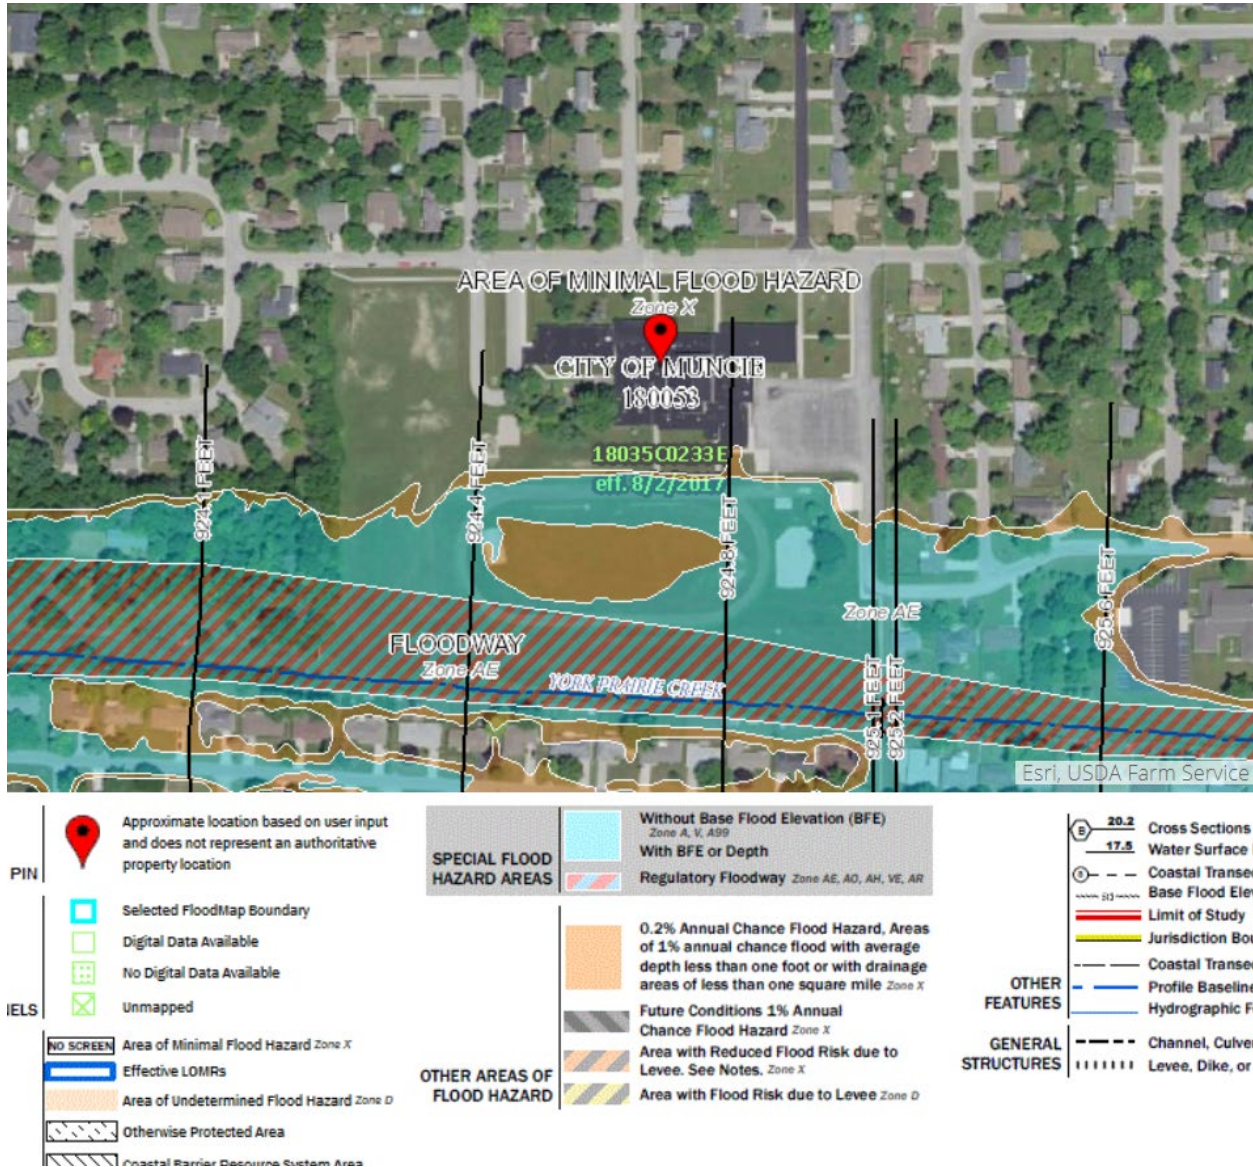 AREA OF MINIMAL FLOOD HAZARD
Zone X
CITY OF MUNCIE
180053
18035C0233E
eff. 8/2/2017
924.1 FEET
924.4 FEET
924.8 FEET
925.1 FEET
925.2 FEET
925.6 FEET
Zone AE
FLOODWAY
Zone AE
YORK PRAIRIE CREEK
Esri, USDA Farm Service
PIN
Approximate location based on user input
and does not represent an authoritative
property location
Selected FloodMap Boundary
Digital Data Available
No Digital Data Available
Unmapped
NELS
NO SCREEN Area of Minimal Flood Hazard Zone X
Effective LOMRs
Area of Undetermined Flood Hazard Zone D
Otherwise Protected Area
Coastal Barrier Resource System Area
SPECIAL FLOOD
HAZARD AREAS
Without Base Flood Elevation (BFE)
Zone A, V, A99
With BFE or Depth
Regulatory Floodway Zone AE, AO, AH, VE, AR
0.2% Annual Chance Flood Hazard, Areas
of 1% annual chance flood with average
depth less than one foot or with drainage
areas of less than one square mile Zone X
Future Conditions 1% Annual
Chance Flood Hazard Zone X
Area with Reduced Flood Risk due to
Levee. See Notes. Zone X
Area with Flood Risk due to Levee Zone D
OTHER AREAS OF
FLOOD HAZARD
B 20.2 Cross Sections
17.5 Water Surface
8 Coastal Transe
513 Base Flood Elev
Limit of Study
Jurisdiction Bou
Coastal Transe
Profile Baseline
Hydrographic F
OTHER
FEATURES
GENERAL
STRUCTURES
Channel, Culve
Levee, Dike, or